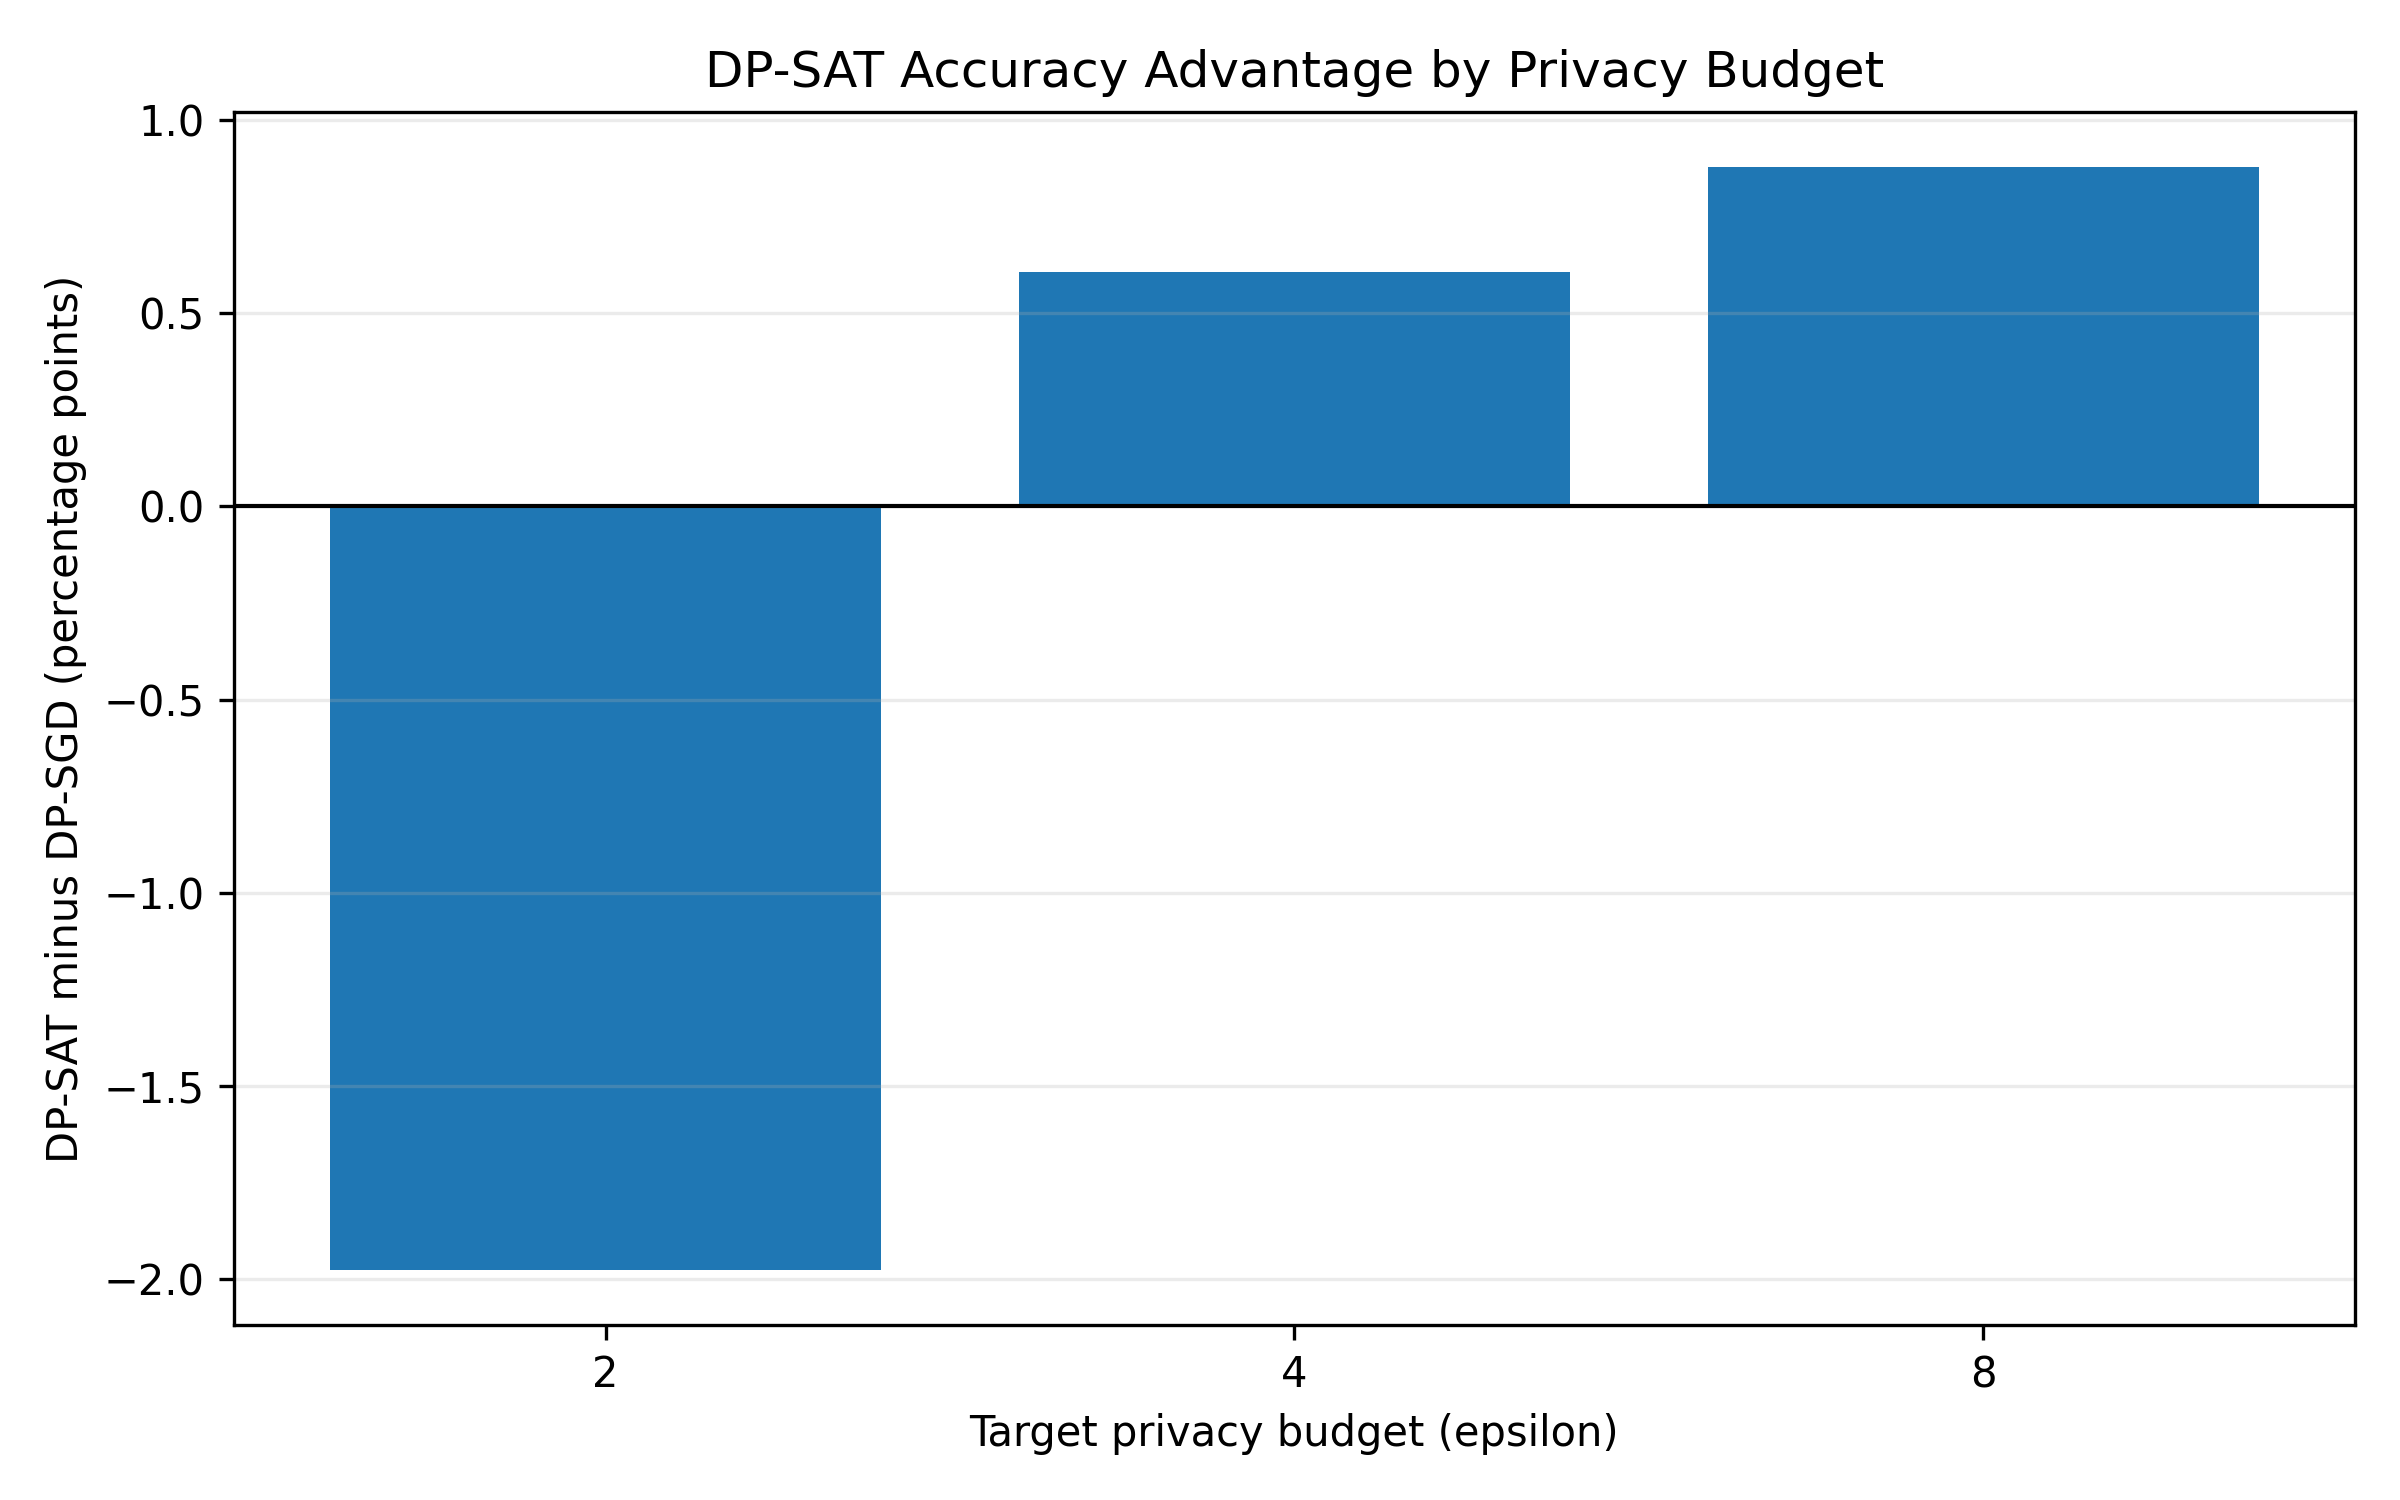 DP-SAT Accuracy Advantage by Privacy Budget
DP-SAT minus DP-SGD (percentage points)
1.0
0.5
0.0
−0.5
−1.0
−1.5
−2.0
2 4 8
Target privacy budget (epsilon)